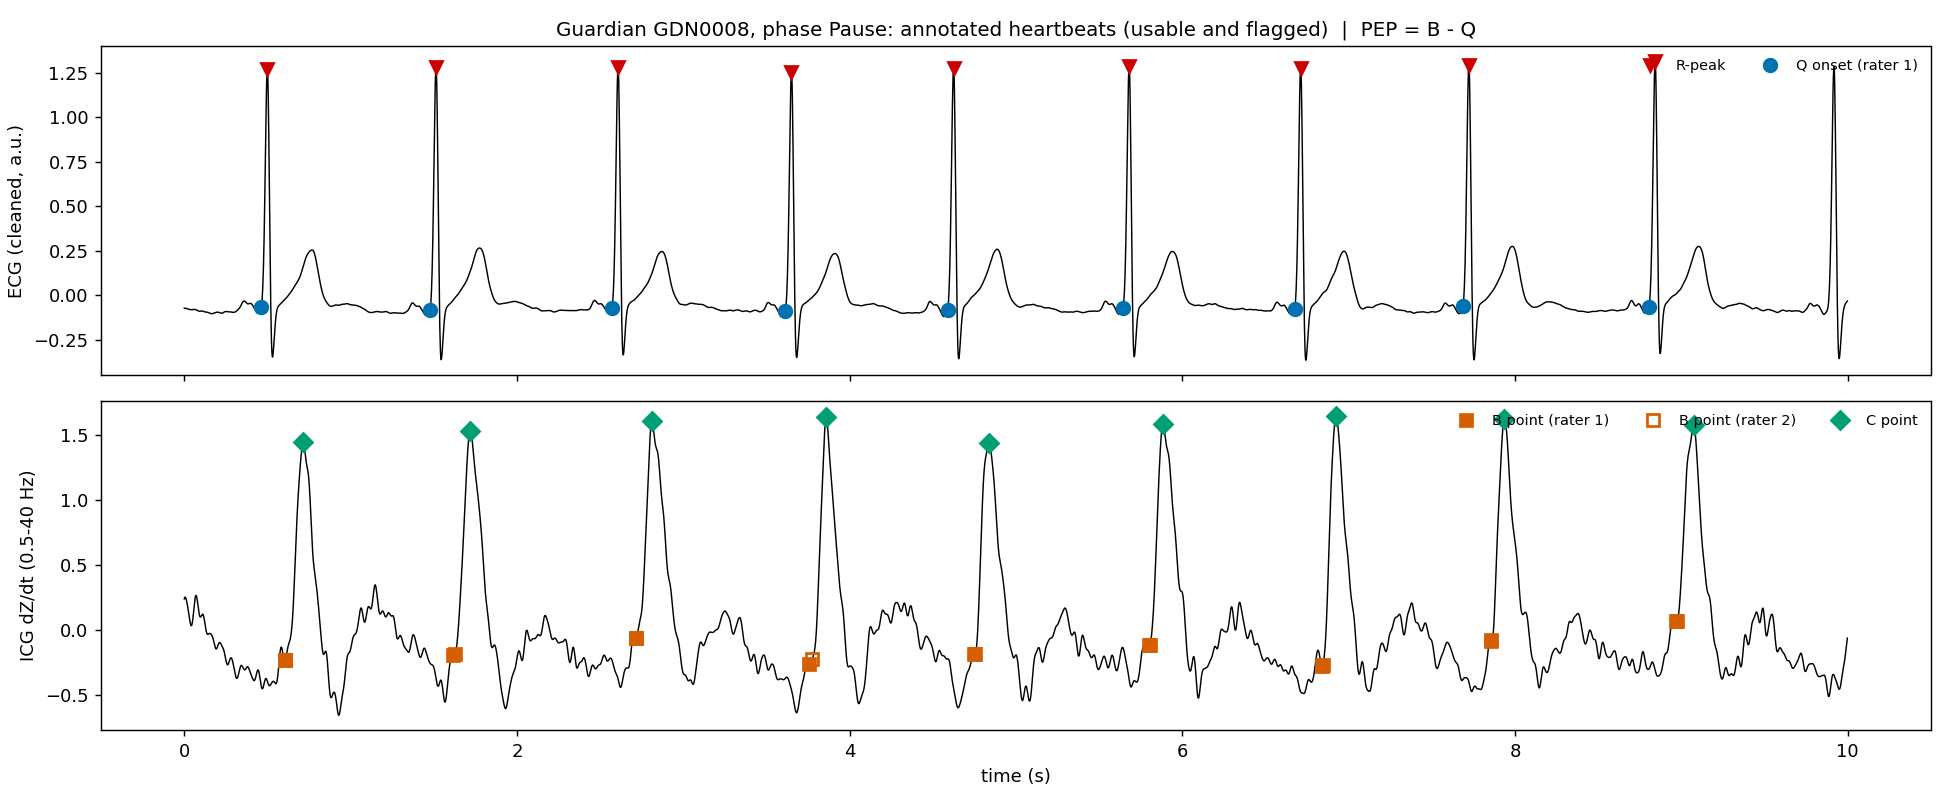 Guardian GDN0008, phase Pause: annotated heartbeats (usable and flagged) | PEP = B - Q
ECG (cleaned, a.u.)
1.25
1.00
0.75
0.50
0.25
0.00
−0.25
R-peak
Q onset (rater 1)
ICG dZ/dt (0.5-40 Hz)
1.5
1.0
0.5
0.0
−0.5
B point (rater 1)
B point (rater 2)
C point
0 2 4 6 8 10
time (s)